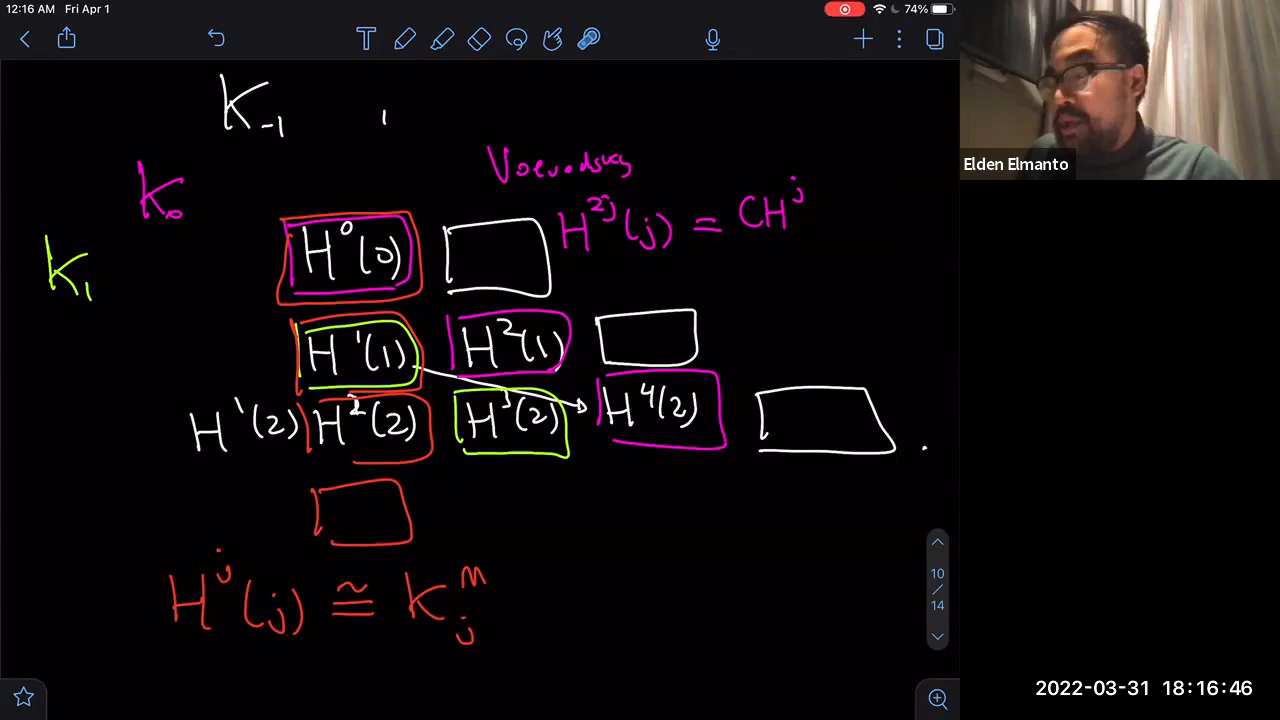 12:16 AM Fri Apr 1
74%
T
K₋₁ ,
K₀
Voevodsky
H²ʲ(j) = CHʲ
K₁
H⁰(0)
H¹(1) H²(1)
H¹(2) H²(2) H³(2) H⁴(2) .
Hʲ(j) ≅ Kⱼᴹ
10
/
14
Elden Elmanto
2022-03-31 18:16:46